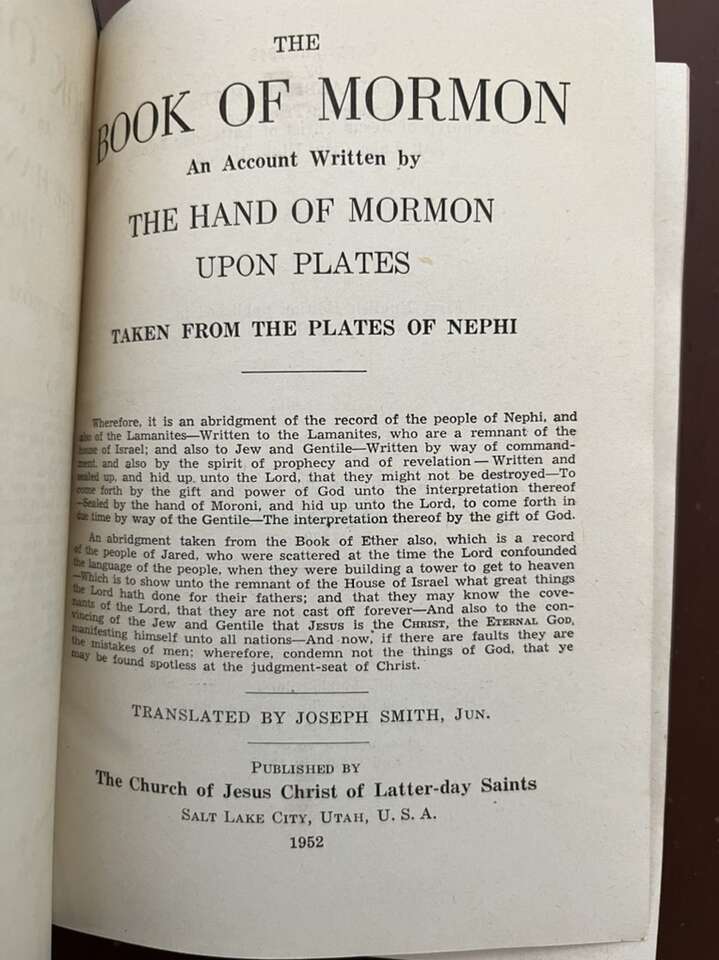 THE
BOOK OF MORMON
An Account Written by
THE HAND OF MORMON
UPON PLATES
TAKEN FROM THE PLATES OF NEPHI
Wherefore, it is an abridgment of the record of the people of Nephi, and
also of the Lamanites—Written to the Lamanites, who are a remnant of the
house of Israel; and also to Jew and Gentile—Written by way of command-
ment, and also by the spirit of prophecy and of revelation—Written and
sealed up, and hid up unto the Lord, that they might not be destroyed—To
come forth by the gift and power of God unto the interpretation thereof
—Sealed by the hand of Moroni, and hid up unto the Lord, to come forth in
due time by way of the Gentile—The interpretation thereof by the gift of God.
An abridgment taken from the Book of Ether also, which is a record
of the people of Jared, who were scattered at the time the Lord confounded
the language of the people, when they were building a tower to get to heaven
—Which is to show unto the remnant of the House of Israel what great things
the Lord hath done for their fathers; and that they may know the cove-
nants of the Lord, that they are not cast off forever—And also to the con-
vincing of the Jew and Gentile that JESUS is the CHRIST, the ETERNAL GOD,
manifesting himself unto all nations—And now, if there are faults they are
the mistakes of men; wherefore, condemn not the things of God, that ye
may be found spotless at the judgment-seat of Christ.
TRANSLATED BY JOSEPH SMITH, JUN.
PUBLISHED BY
The Church of Jesus Christ of Latter-day Saints
SALT LAKE CITY, UTAH, U. S. A.
1952